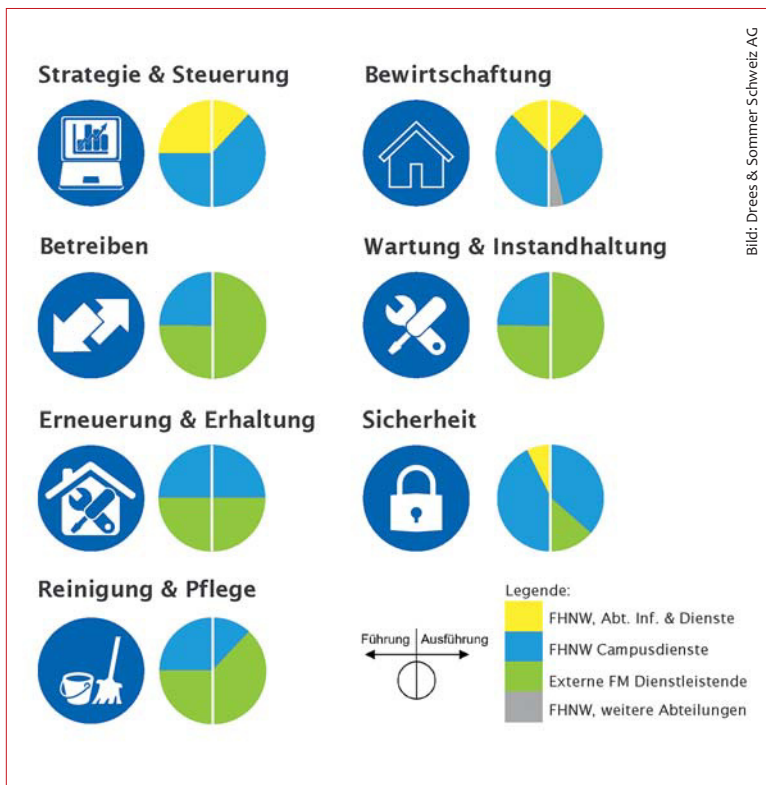 Strategie & Steuerung
Bewirtschaftung
Bild: Drees & Sommer Schweiz AG
Betreiben
Wartung & Instandhaltung
Erneuerung & Erhaltung
Sicherheit
Reinigung & Pflege
Führung
Ausführung
Legende:
FHNW, Abt. Inf. & Dienste
FHNW Campusdienste
Externe FM Dienstleistende
FHNW, weitere Abteilungen